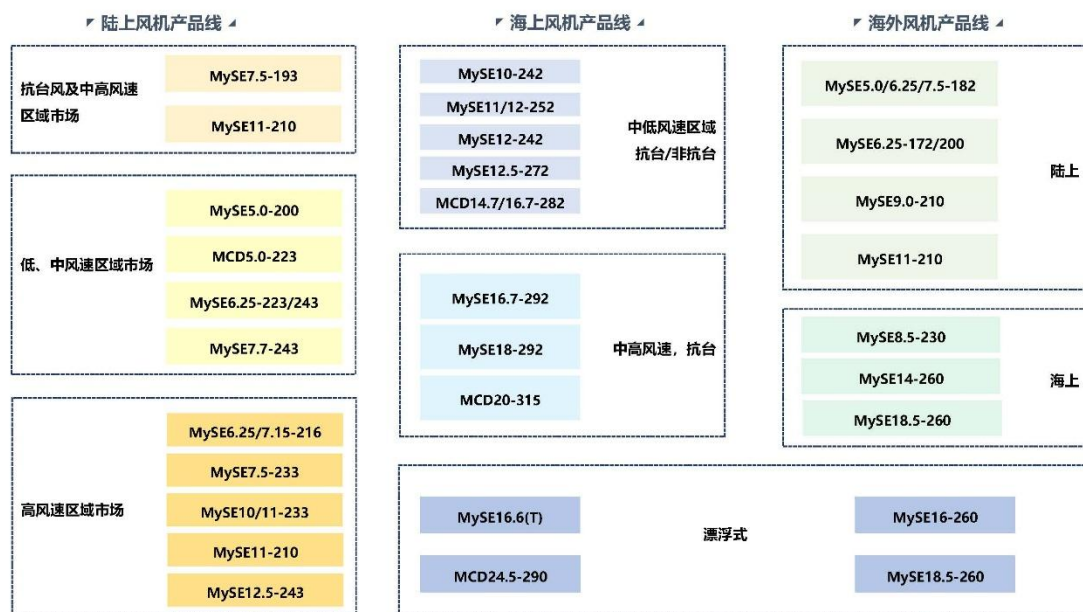 陆上风机产品线
抗台风及中高风速
区域市场
MySE7.5-193
MySE11-210
低、中风速区域市场
MySE5.0-200
MCD5.0-223
MySE6.25-223/243
MySE7.7-243
高风速区域市场
MySE6.25/7.15-216
MySE7.5-233
MySE10/11-233
MySE11-210
MySE12.5-243
海上风机产品线
MySE10-242
MySE11/12-252
MySE12-242
MySE12.5-272
MCD14.7/16.7-282
中低风速区域
抗台/非抗台
MySE16.7-292
MySE18-292
MCD20-315
中高风速，抗台
海外风机产品线
MySE5.0/6.25/7.5-182
MySE6.25-172/200
MySE9.0-210
MySE11-210
陆上
MySE8.5-230
MySE14-260
MySE18.5-260
海上
MySE16.6(T)
MCD24.5-290
漂浮式
MySE16-260
MySE18.5-260